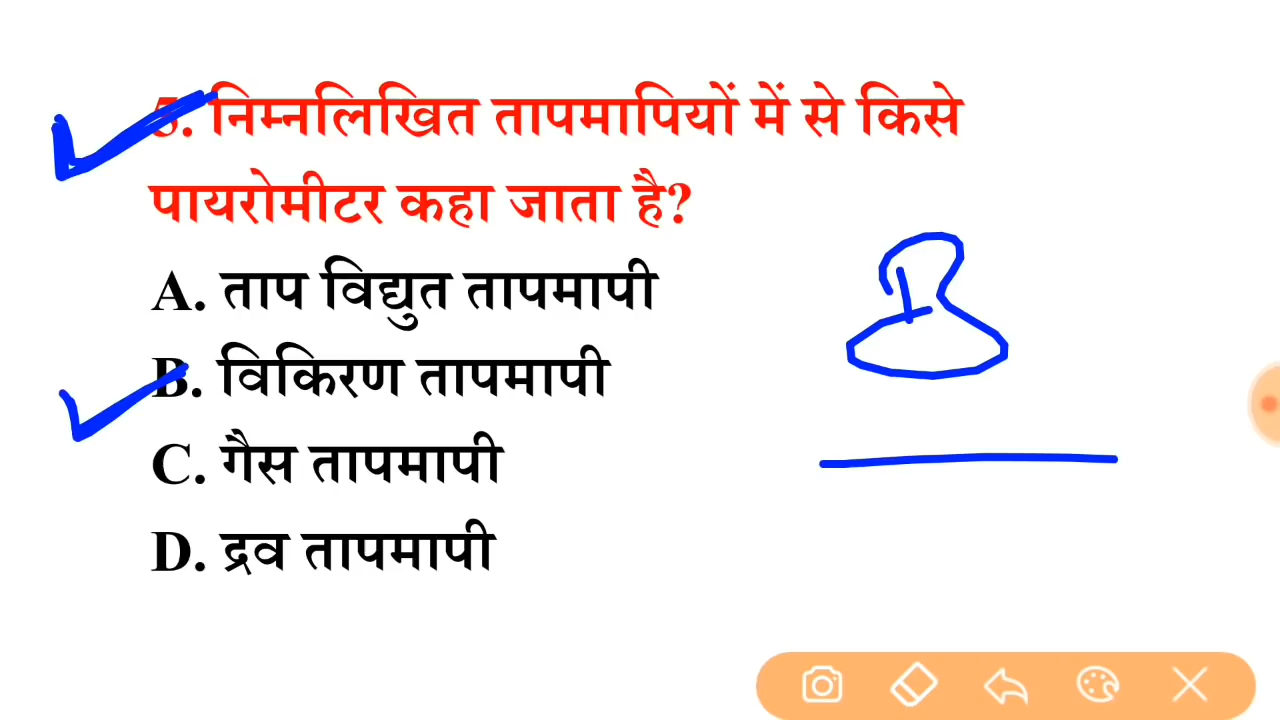 5. निम्नलिखित तापमापियों में से किसे
पायरोमीटर कहा जाता है?
A. ताप विद्युत तापमापी
B. विकिरण तापमापी
C. गैस तापमापी
D. द्रव तापमापी